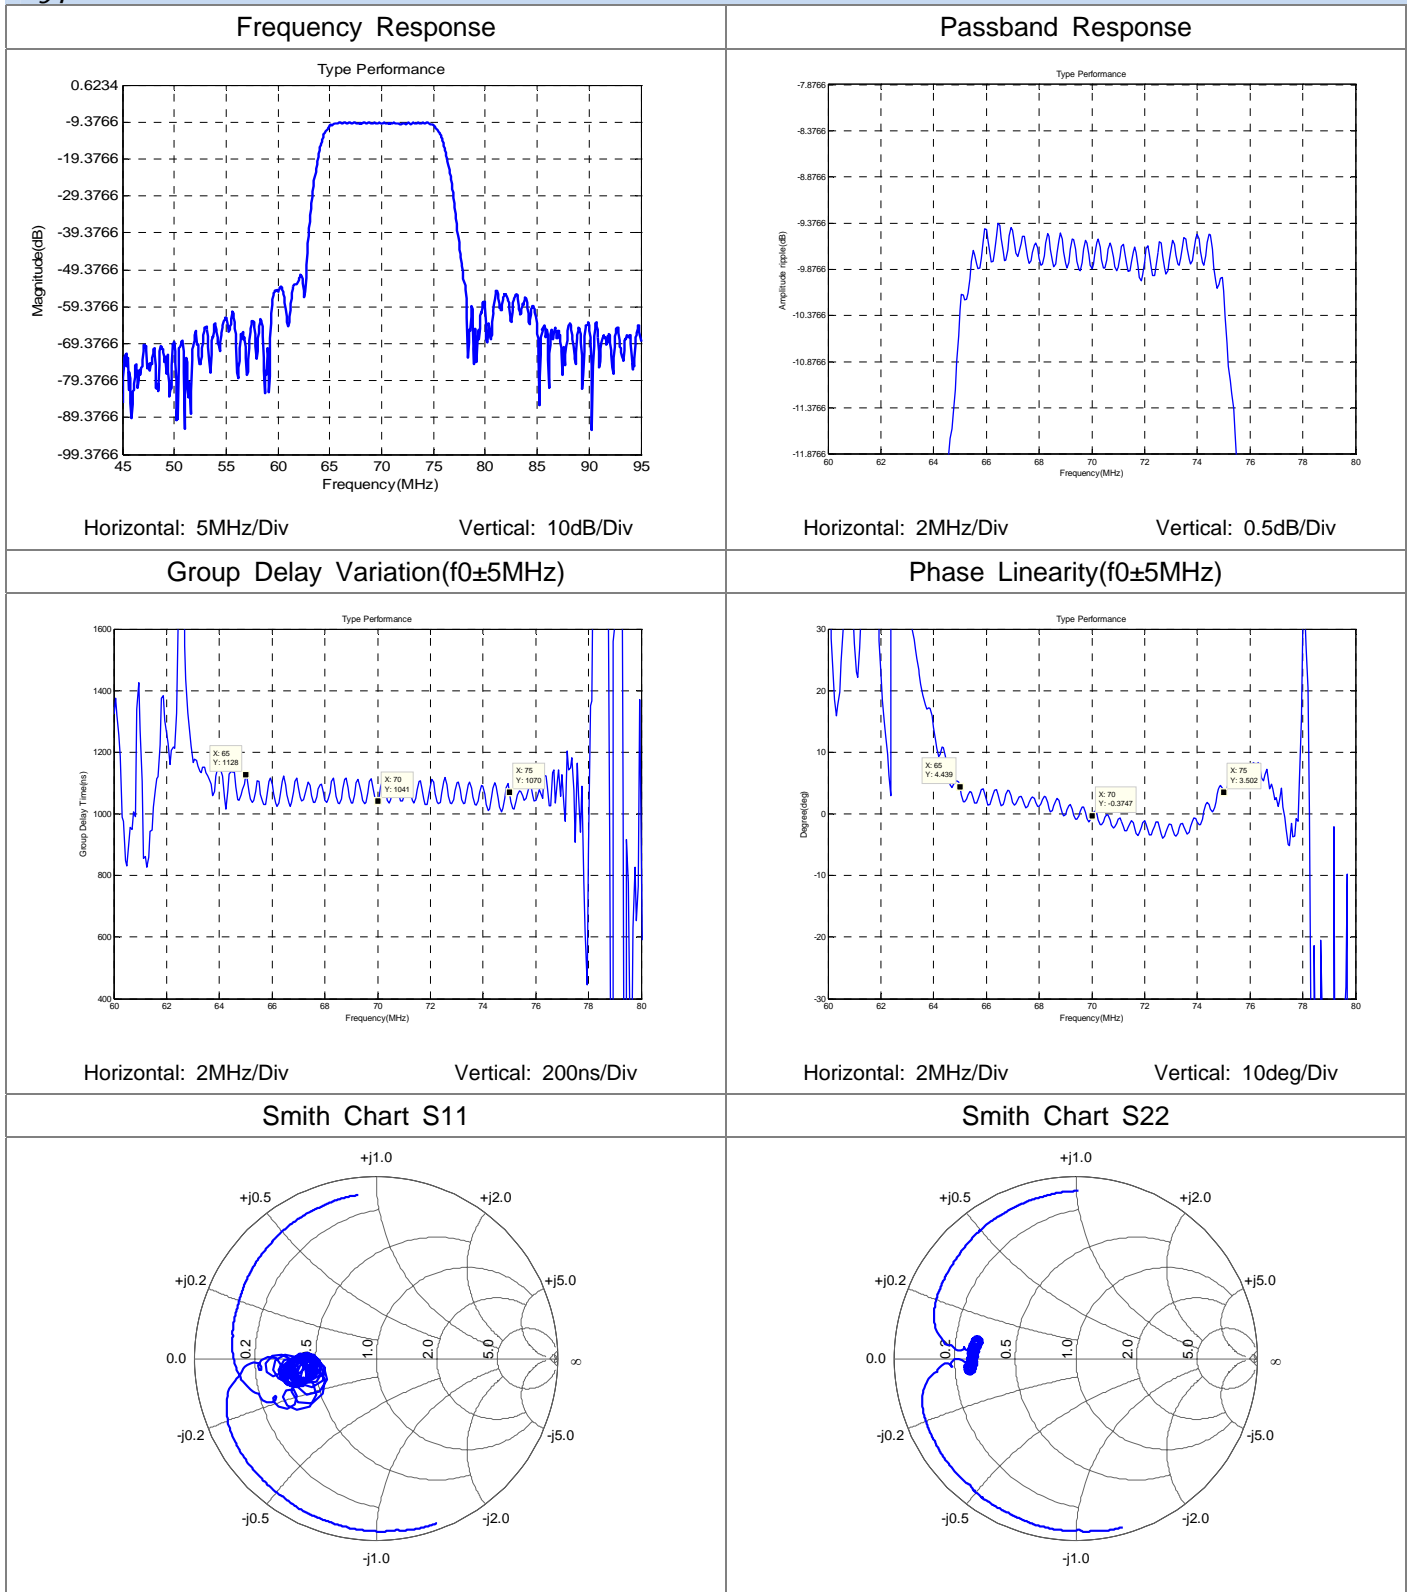 Frequency Response
Passband Response
Type Performance
0.6234
-9.3766
-19.3766
-29.3766
-39.3766
-49.3766
-59.3766
-69.3766
-79.3766
-89.3766
-99.3766
Magnitude(dB)
45 50 55 60 65 70 75 80 85 90 95
Frequency(MHz)
Horizontal: 5MHz/Div Vertical: 10dB/Div
Type Performance
-7.8766
-8.3766
-8.8766
-9.3766
-9.8766
-10.3766
-10.8766
-11.3766
-11.8766
Amplitude ripple(dB)
60 62 64 66 68 70 72 74 76 78 80
Frequency(MHz)
Horizontal: 2MHz/Div Vertical: 0.5dB/Div
Group Delay Variation(f0±5MHz)
Phase Linearity(f0±5MHz)
Type Performance
1600
1400
1200
1000
800
600
400
Group Delay Time(ns)
X: 65
Y: 1128
X: 70
Y: 1041
X: 75
Y: 1070
60 62 64 66 68 70 72 74 76 78 80
Frequency(MHz)
Horizontal: 2MHz/Div Vertical: 200ns/Div
Type Performance
30
20
10
0
-10
-20
-30
Degree(deg)
X: 65
Y: 4.439
X: 70
Y: -0.3747
X: 75
Y: 3.502
60 62 64 66 68 70 72 74 76 78 80
Frequency(MHz)
Horizontal: 2MHz/Div Vertical: 10deg/Div
Smith Chart S11
Smith Chart S22
+j1.0
+j0.5 +j2.0
+j0.2 +j5.0
0.0 0.2 0.5 1.0 2.0 5.0 ∞
-j0.2 -j5.0
-j0.5 -j2.0
-j1.0
+j1.0
+j0.5 +j2.0
+j0.2 +j5.0
0.0 0.2 0.5 1.0 2.0 5.0 ∞
-j0.2 -j5.0
-j0.5 -j2.0
-j1.0